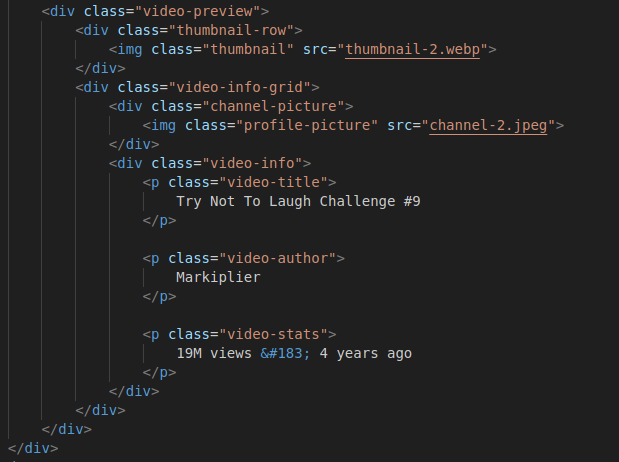 <div class="video-preview">
<div class="thumbnail-row">
<img class="thumbnail" src="thumbnail-2.webp">
</div>
<div class="video-info-grid">
<div class="channel-picture">
<img class="profile-picture" src="channel-2.jpeg">
</div>
<div class="video-info">
<p class="video-title">
Try Not To Laugh Challenge #9
</p>
<p class="video-author">
Markiplier
</p>
<p class="video-stats">
19M views &#183; 4 years ago
</p>
</div>
</div>
</div>
</div>